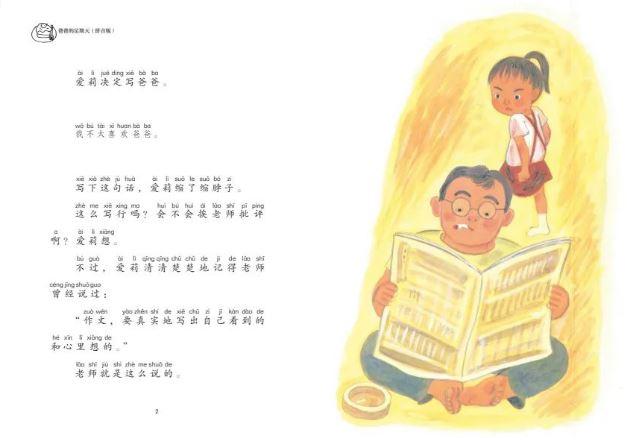 爸爸的星期天（拼音版）
ài lì jué dìng xiě bà ba
爱莉决定写爸爸。
wǒ bú tài xǐ huan bà ba
我不太喜欢爸爸。
xiě xià zhè jù huà ài lì suō le suō bó zi
写下这句话，爱莉缩了缩脖子。
zhè me xiě xíng ma huì bú huì ái lǎo shī pī píng
这么写行吗？会不会挨老师批评
a ài lì xiǎng
啊？爱莉想。
bú guò ài lì qīng qīng chǔ chǔ de jì de lǎo shī
不过，爱莉清清楚楚地记得老师
céng jīng shuō guo
曾经说过：
zuò wén yào zhēn shí de xiě chū zì jǐ kàn dào de
“作文，要真实地写出自己看到的
hé xīn lǐ xiǎng de
和心里想的。”
lǎo shī jiù shì zhè me shuō de
老师就是这么说的。
2